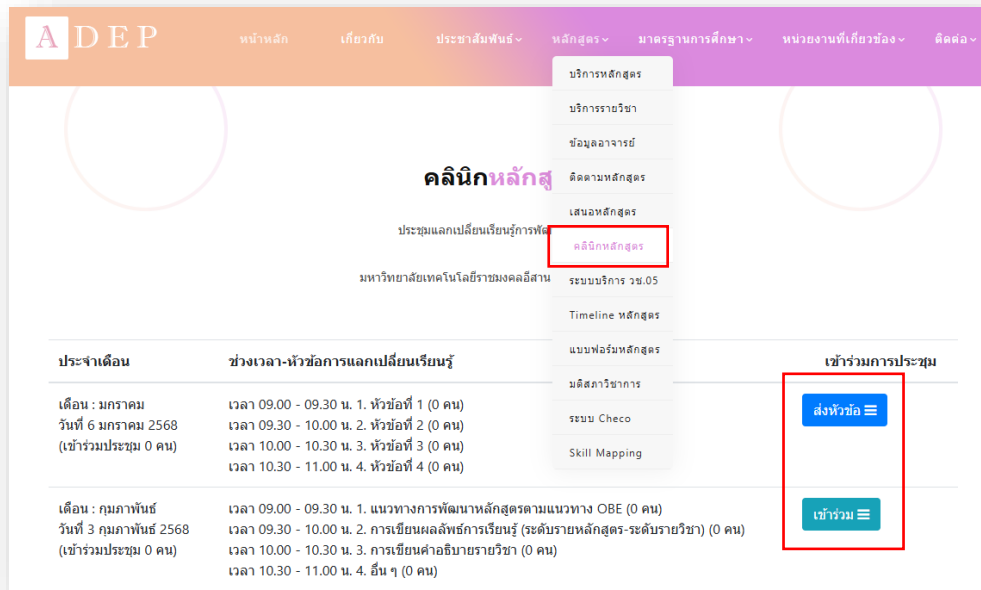 ADEP
หน้าหลัก
เกี่ยวกับ
ประชาสัมพันธ์
หลักสูตร
มาตรฐานการศึกษา
หน่วยงานที่เกี่ยวข้อง
ติดต่อ
บริการหลักสูตร
บริการรายวิชา
ข้อมูลอาจารย์
ติดตามหลักสูตร
เสนอหลักสูตร
คลินิกหลักสูตร
ระบบบริการ วช.05
Timeline หลักสูตร
แบบฟอร์มหลักสูตร
มติสภาวิชาการ
ระบบ Checo
Skill Mapping
คลินิกหลักสู
ประชุมแลกเปลี่ยนเรียนรู้การพัฒ
มหาวิทยาลัยเทคโนโลยีราชมงคลอีสาน
ประจำเดือน
ช่วงเวลา-หัวข้อการแลกเปลี่ยนเรียนรู้
เข้าร่วมการประชุม
เดือน : มกราคม
วันที่ 6 มกราคม 2568
(เข้าร่วมประชุม 0 คน)
เวลา 09.00 - 09.30 น. 1. หัวข้อที่ 1 (0 คน)
เวลา 09.30 - 10.00 น. 2. หัวข้อที่ 2 (0 คน)
เวลา 10.00 - 10.30 น. 3. หัวข้อที่ 3 (0 คน)
เวลา 10.30 - 11.00 น. 4. หัวข้อที่ 4 (0 คน)
ส่งหัวข้อ
เดือน : กุมภาพันธ์
วันที่ 3 กุมภาพันธ์ 2568
(เข้าร่วมประชุม 0 คน)
เวลา 09.00 - 09.30 น. 1. แนวทางการพัฒนาหลักสูตรตามแนวทาง OBE (0 คน)
เวลา 09.30 - 10.00 น. 2. การเขียนผลลัพธ์การเรียนรู้ (ระดับรายหลักสูตร-ระดับรายวิชา) (0 คน)
เวลา 10.00 - 10.30 น. 3. การเขียนคำอธิบายรายวิชา (0 คน)
เวลา 10.30 - 11.00 น. 4. อื่น ๆ (0 คน)
เข้าร่วม